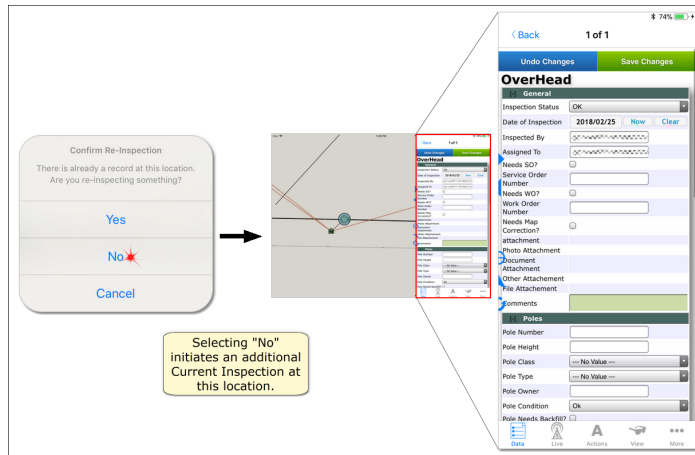 Confirm Re-Inspection
There is already a record at this location.
Are you re-inspecting something?
Yes
No
Cancel
Selecting "No"
initiates an additional
Current Inspection at
this location.
74%
Back
1 of 1
Undo Changes
Save Changes
OverHead
[-] General
Inspection Status OK
Date of Inspection 2018/02/25 Now Clear
Inspected By
Assigned To
Needs SO?
Service Order
Number
Needs WO?
Work Order
Number
Needs Map
Correction?
attachment
Photo Attachment
Document
Attachment
Other Attachement
File Attachement
Comments
[-] Poles
Pole Number
Pole Height
Pole Class --- No Value ---
Pole Type --- No Value ---
Pole Owner
Pole Condition Ok
Pole Needs Backfill?
Data Live Actions View More